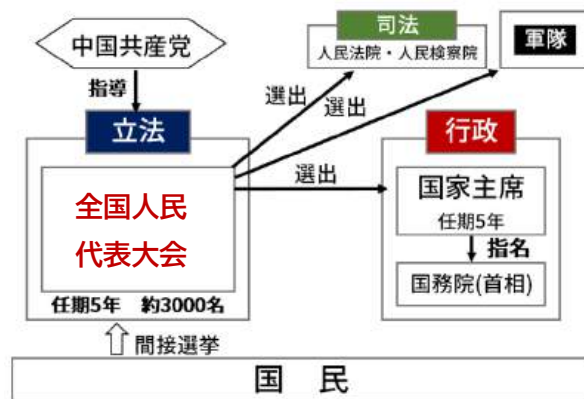 中国共産党
指導
司法
人民法院・人民検察院
軍隊
選出
選出
選出
立法
全国人民
代表大会
任期5年 約3000名
行政
国家主席
任期5年
指名
国務院(首相)
間接選挙
国 民